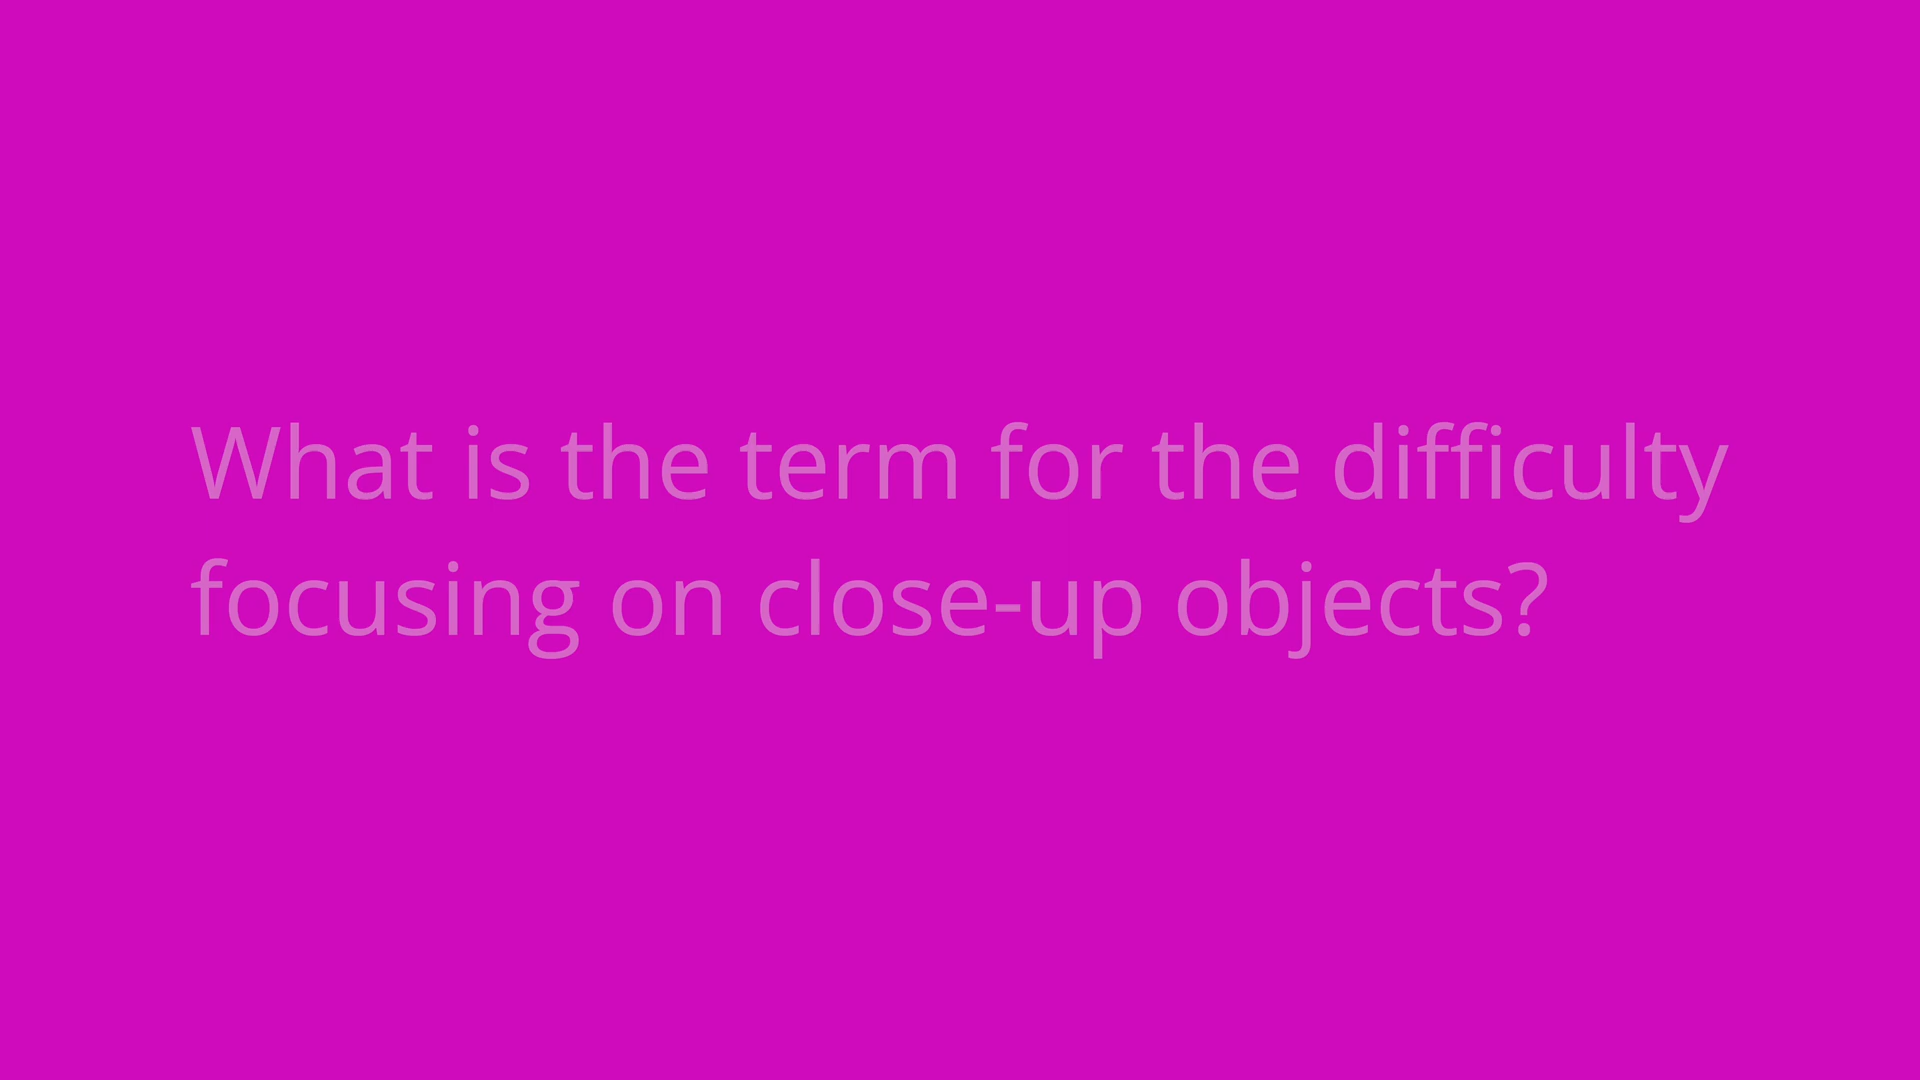 What is the term for the difficulty
focusing on close-up objects?